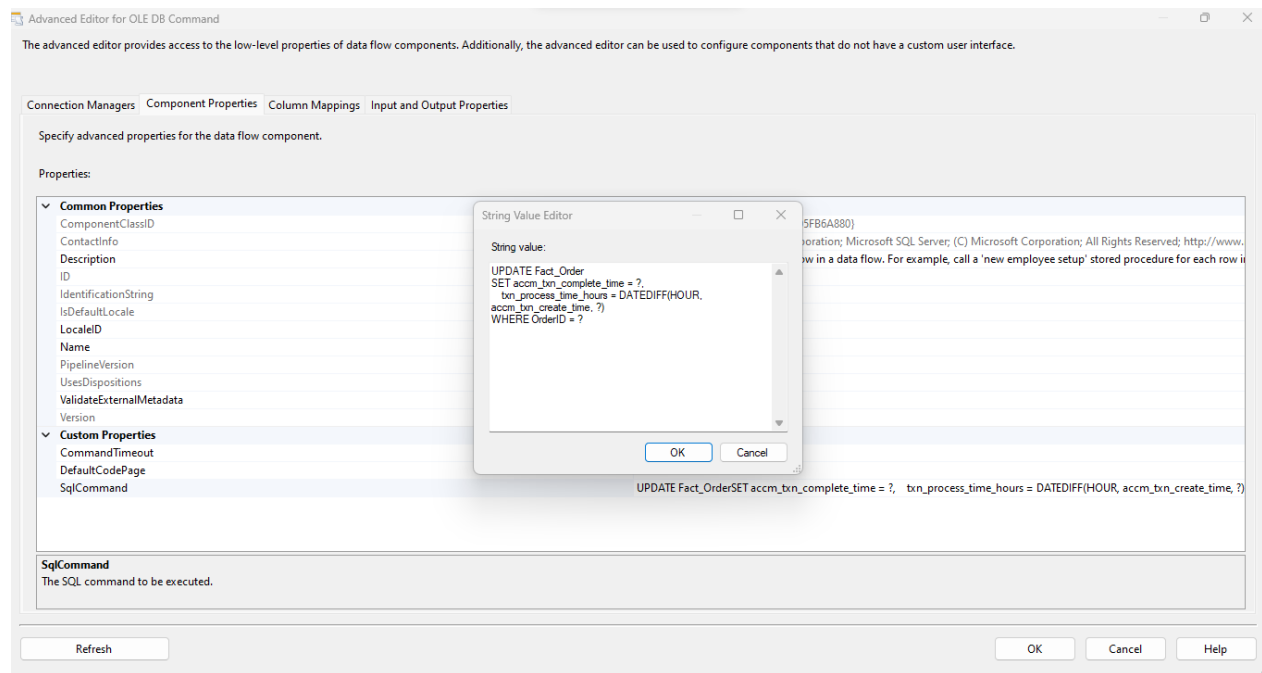 Advanced Editor for OLE DB Command
The advanced editor provides access to the low-level properties of data flow components. Additionally, the advanced editor can be used to configure components that do not have a custom user interface.
Connection Managers Component Properties Column Mappings Input and Output Properties
Specify advanced properties for the data flow component.
Properties:
Common Properties
ComponentClassID 5FB6A880}
ContactInfo oration; Microsoft SQL Server; (C) Microsoft Corporation; All Rights Reserved; http://www.
Description ow in a data flow. For example, call a 'new employee setup' stored procedure for each row i
ID
IdentificationString
IsDefaultLocale
LocaleID
Name
PipelineVersion
UsesDispositions
ValidateExternalMetadata
Version
Custom Properties
CommandTimeout
DefaultCodePage
SqlCommand UPDATE Fact_OrderSET accm_txn_complete_time = ?, txn_process_time_hours = DATEDIFF(HOUR, accm_txn_create_time, ?)
String Value Editor
String value:
UPDATE Fact_Order
SET accm_txn_complete_time = ?,
txn_process_time_hours = DATEDIFF(HOUR,
accm_txn_create_time, ?)
WHERE OrderID = ?
OK Cancel
SqlCommand
The SQL command to be executed.
Refresh OK Cancel Help